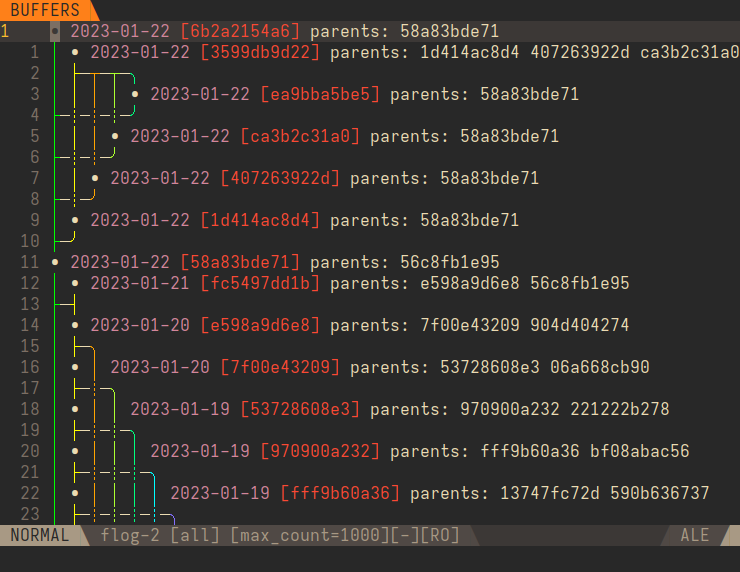 BUFFERS
1 • 2023-01-22 [6b2a2154a6] parents: 58a83bde71
1 • 2023-01-22 [3599db9d22] parents: 1d414ac8d4 407263922d ca3b2c31a0
2
3 • 2023-01-22 [ea9bba5be5] parents: 58a83bde71
4
5 • 2023-01-22 [ca3b2c31a0] parents: 58a83bde71
6
7 • 2023-01-22 [407263922d] parents: 58a83bde71
8
9 • 2023-01-22 [1d414ac8d4] parents: 58a83bde71
10
11 • 2023-01-22 [58a83bde71] parents: 56c8fb1e95
12 • 2023-01-21 [fc5497dd1b] parents: e598a9d6e8 56c8fb1e95
13
14 • 2023-01-20 [e598a9d6e8] parents: 7f00e43209 904d404274
15
16 • 2023-01-20 [7f00e43209] parents: 53728608e3 06a668cb90
17
18 • 2023-01-19 [53728608e3] parents: 970900a232 221222b278
19
20 • 2023-01-19 [970900a232] parents: fff9b60a36 bf08abac56
21
22 • 2023-01-19 [fff9b60a36] parents: 13747fc72d 590b636737
23
NORMAL flog-2 [all] [max_count=1000][-][RO] ALE